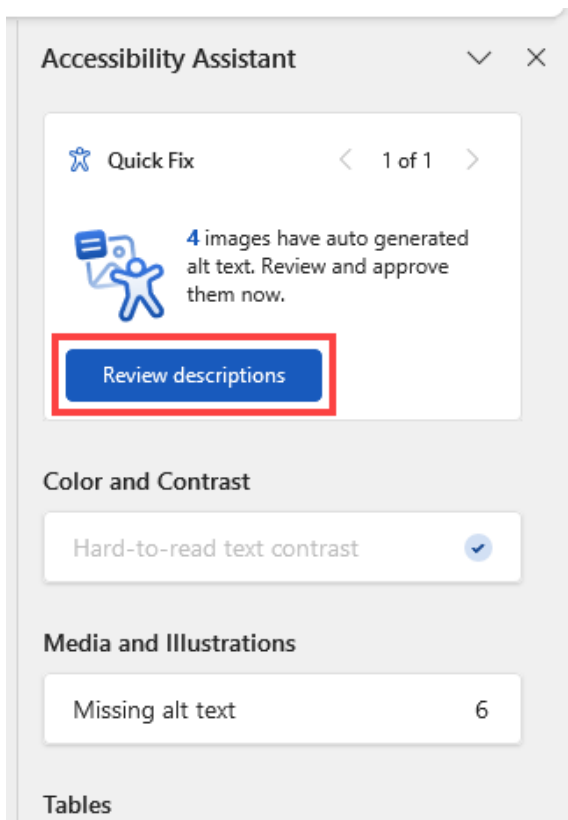 Accessibility Assistant
Quick Fix
1 of 1
4 images have auto generated
alt text. Review and approve
them now.
Review descriptions
Color and Contrast
Hard-to-read text contrast
Media and Illustrations
Missing alt text
6
Tables